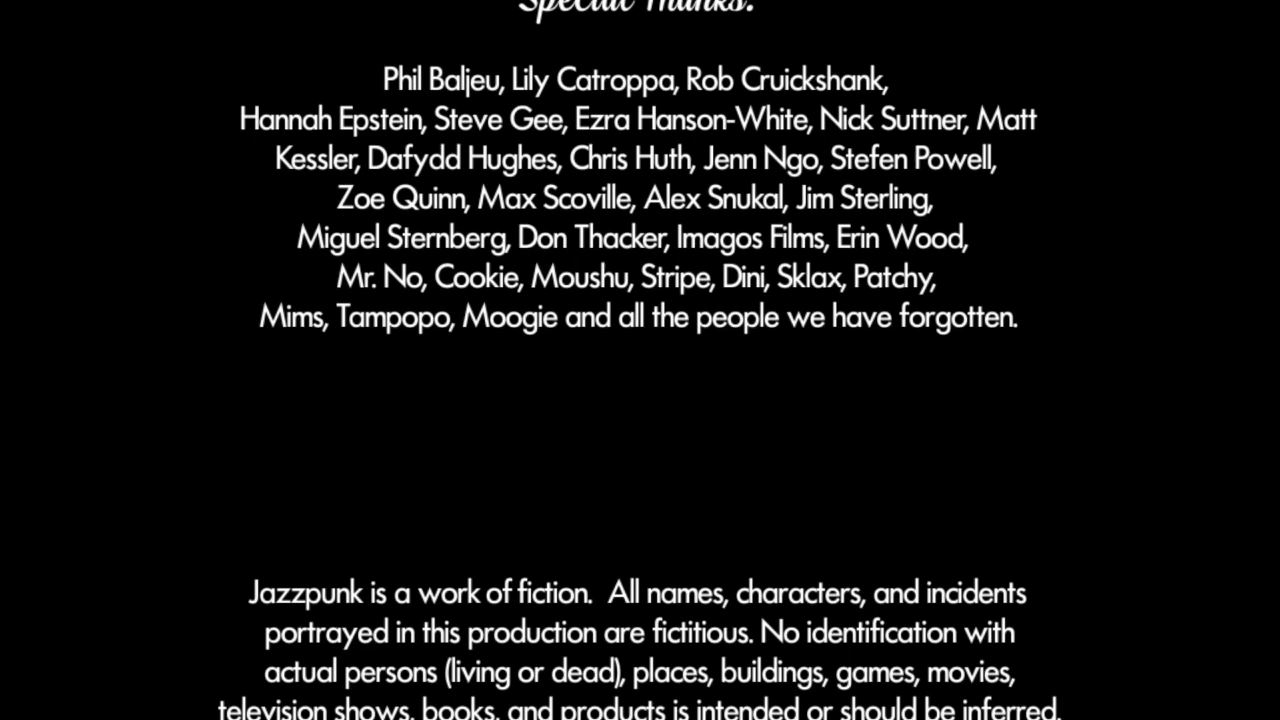 Special Thanks:
Phil Baljeu, Lily Catroppa, Rob Cruickshank,
Hannah Epstein, Steve Gee, Ezra Hanson-White, Nick Suttner, Matt
Kessler, Dafydd Hughes, Chris Huth, Jenn Ngo, Stefen Powell,
Zoe Quinn, Max Scoville, Alex Snukal, Jim Sterling,
Miguel Sternberg, Don Thacker, Imagos Films, Erin Wood,
Mr. No, Cookie, Moushu, Stripe, Dini, Sklax, Patchy,
Mims, Tampopo, Moogie and all the people we have forgotten.
Jazzpunk is a work of fiction.  All names, characters, and incidents
portrayed in this production are fictitious. No identification with
actual persons (living or dead), places, buildings, games, movies,
television shows, books, and products is intended or should be inferred.